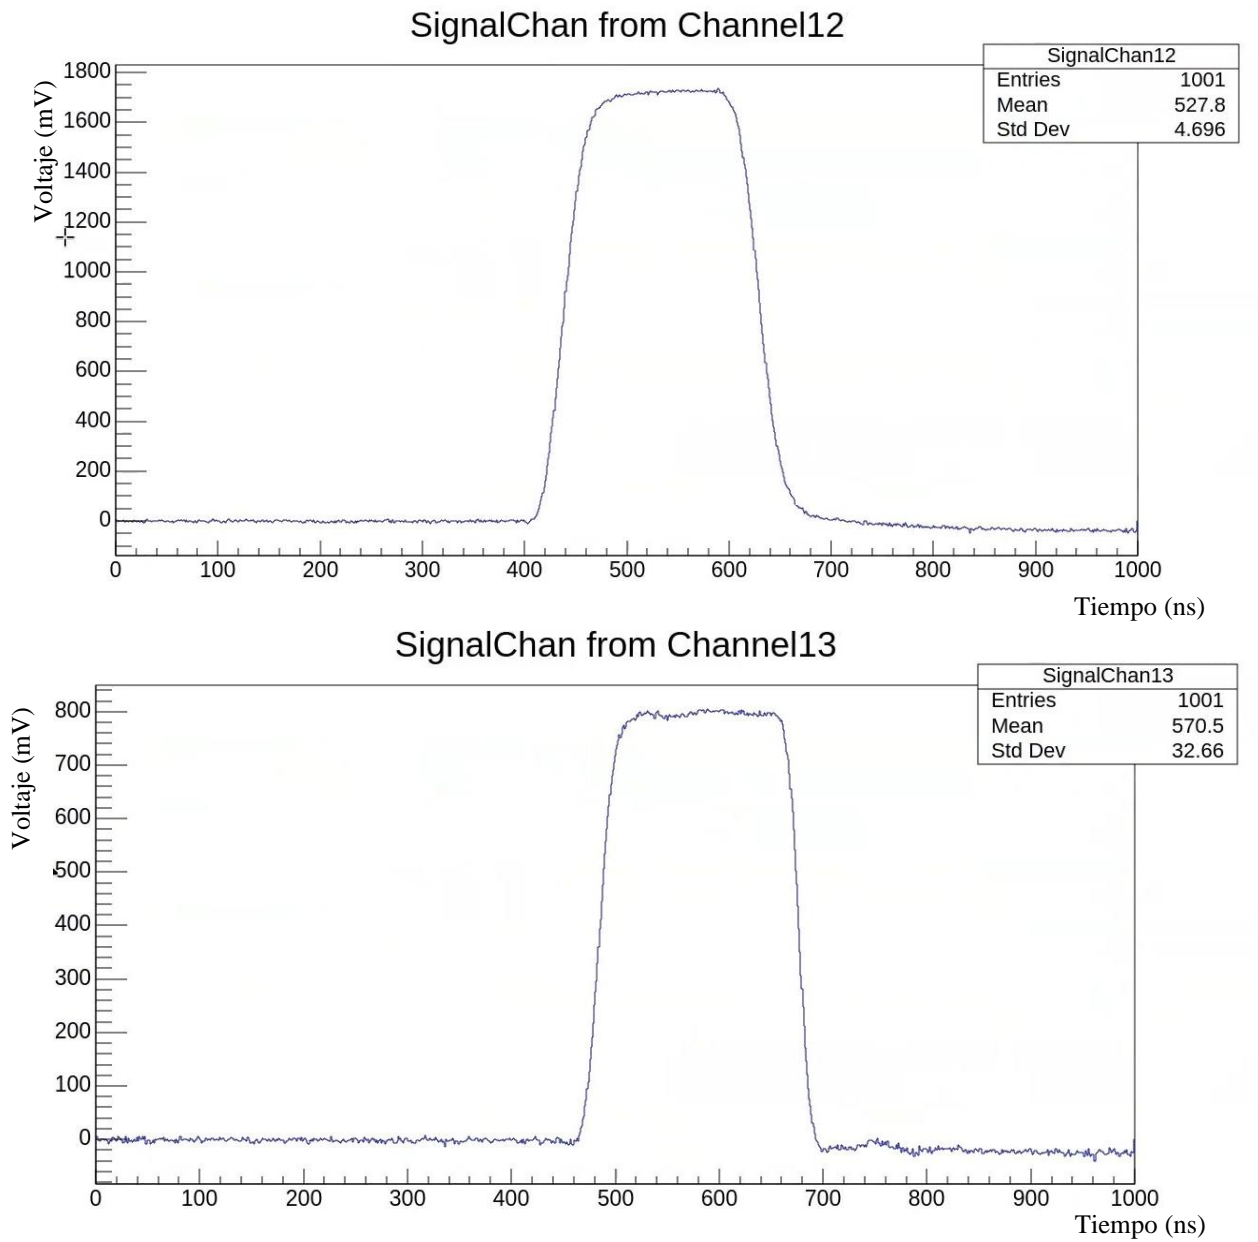 SignalChan from Channel12
SignalChan12
Entries 1001
Mean 527.8
Std Dev 4.696
Voltaje (mV)
1800
1600
1400
1200
1000
800
600
400
200
0
0 100 200 300 400 500 600 700 800 900 1000
Tiempo (ns)
SignalChan from Channel13
SignalChan13
Entries 1001
Mean 570.5
Std Dev 32.66
Voltaje (mV)
800
700
600
500
400
300
200
100
0
0 100 200 300 400 500 600 700 800 900 1000
Tiempo (ns)